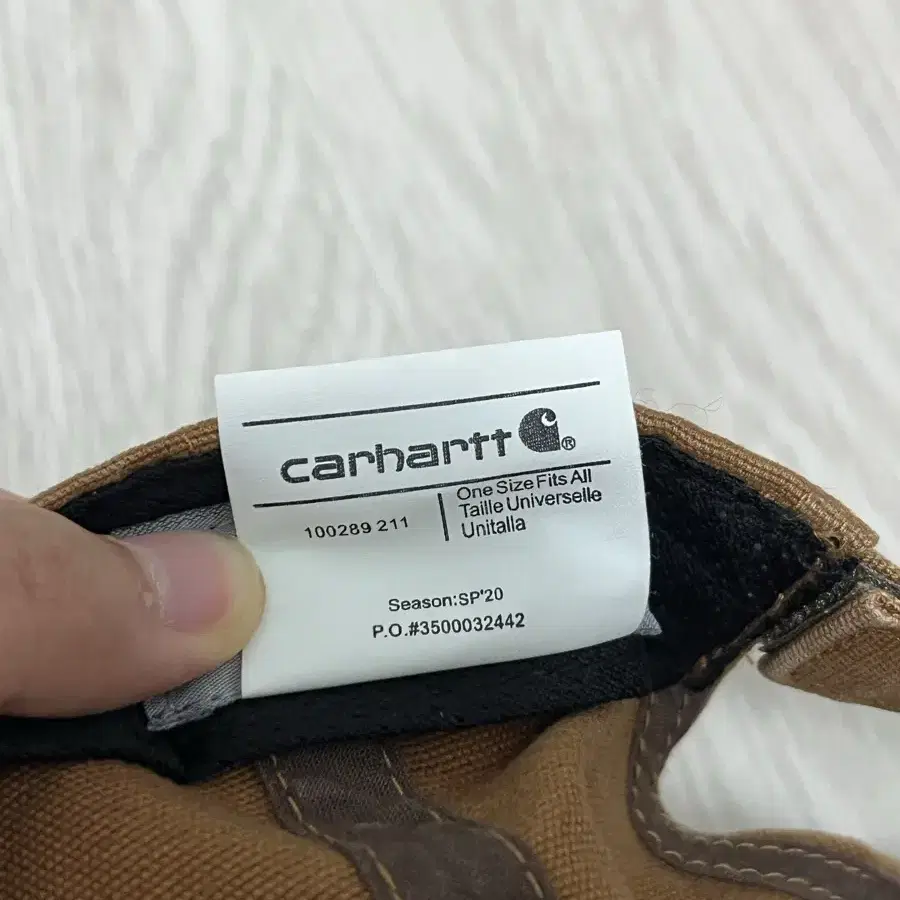 carhartt ®
100289 211
One Size Fits All
Taille Universelle
Unitalla
Season:SP'20
P.O.#3500032442